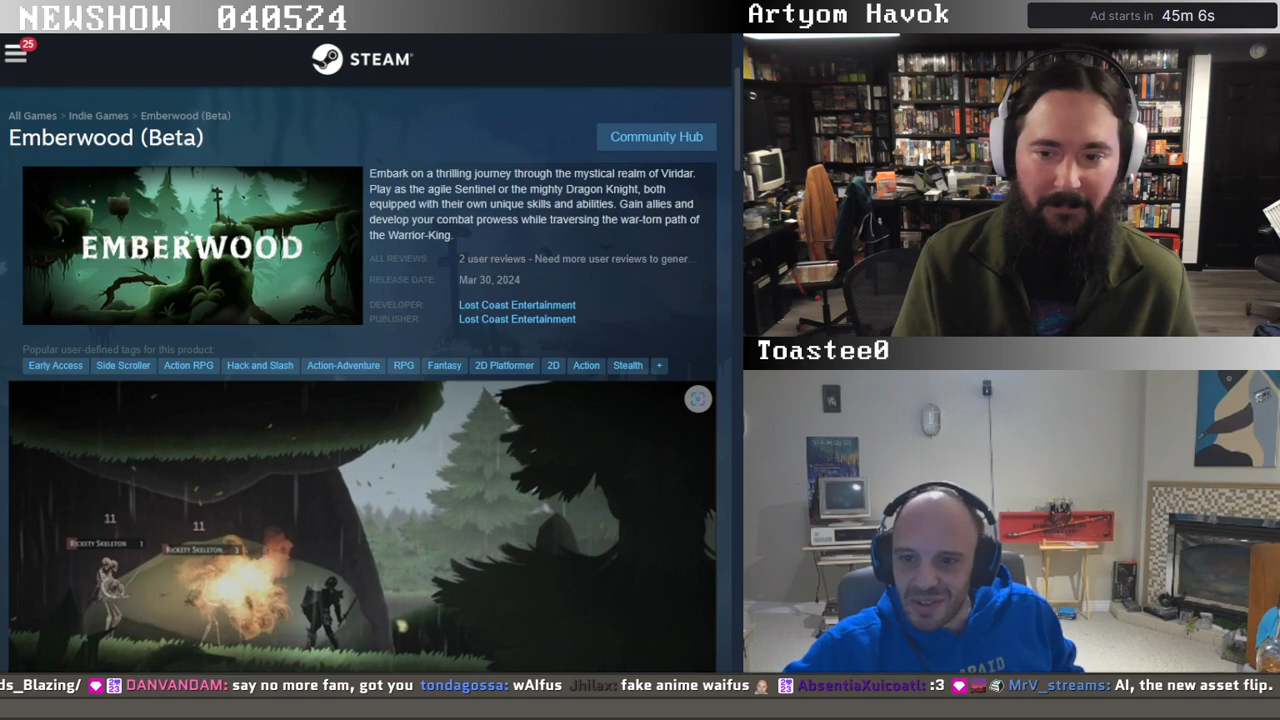 NEWSHOW 040524
Artyom Havok
Ad starts in 45m 6s
25
STEAM
All Games > Indie Games > Emberwood (Beta)
Emberwood (Beta)
Community Hub
EMBERWOOD
Embark on a thrilling journey through the mystical realm of Viridar.
Play as the agile Sentinel or the mighty Dragon Knight, both
equipped with their own unique skills and abilities. Gain allies and
develop your combat prowess while traversing the war-torn path of
the Warrior-King.
ALL REVIEWS: 2 user reviews - Need more user reviews to gener...
RELEASE DATE: Mar 30, 2024
DEVELOPER: Lost Coast Entertainment
PUBLISHER: Lost Coast Entertainment
Popular user-defined tags for this product:
Early Access Side Scroller Action RPG Hack and Slash Action-Adventure RPG Fantasy 2D Platformer 2D Action Stealth +
Toastee0
11
11
RICKETY SKELETON 1
RICKETY SKELETON 3
ds_Blazing/ DANVANDAM: say no more fam, got you tondagossa: wAIfus Jhilax: fake anime waifus AbsentiaXuicoatl: :3 MrV_streams: AI, the new asset flip.